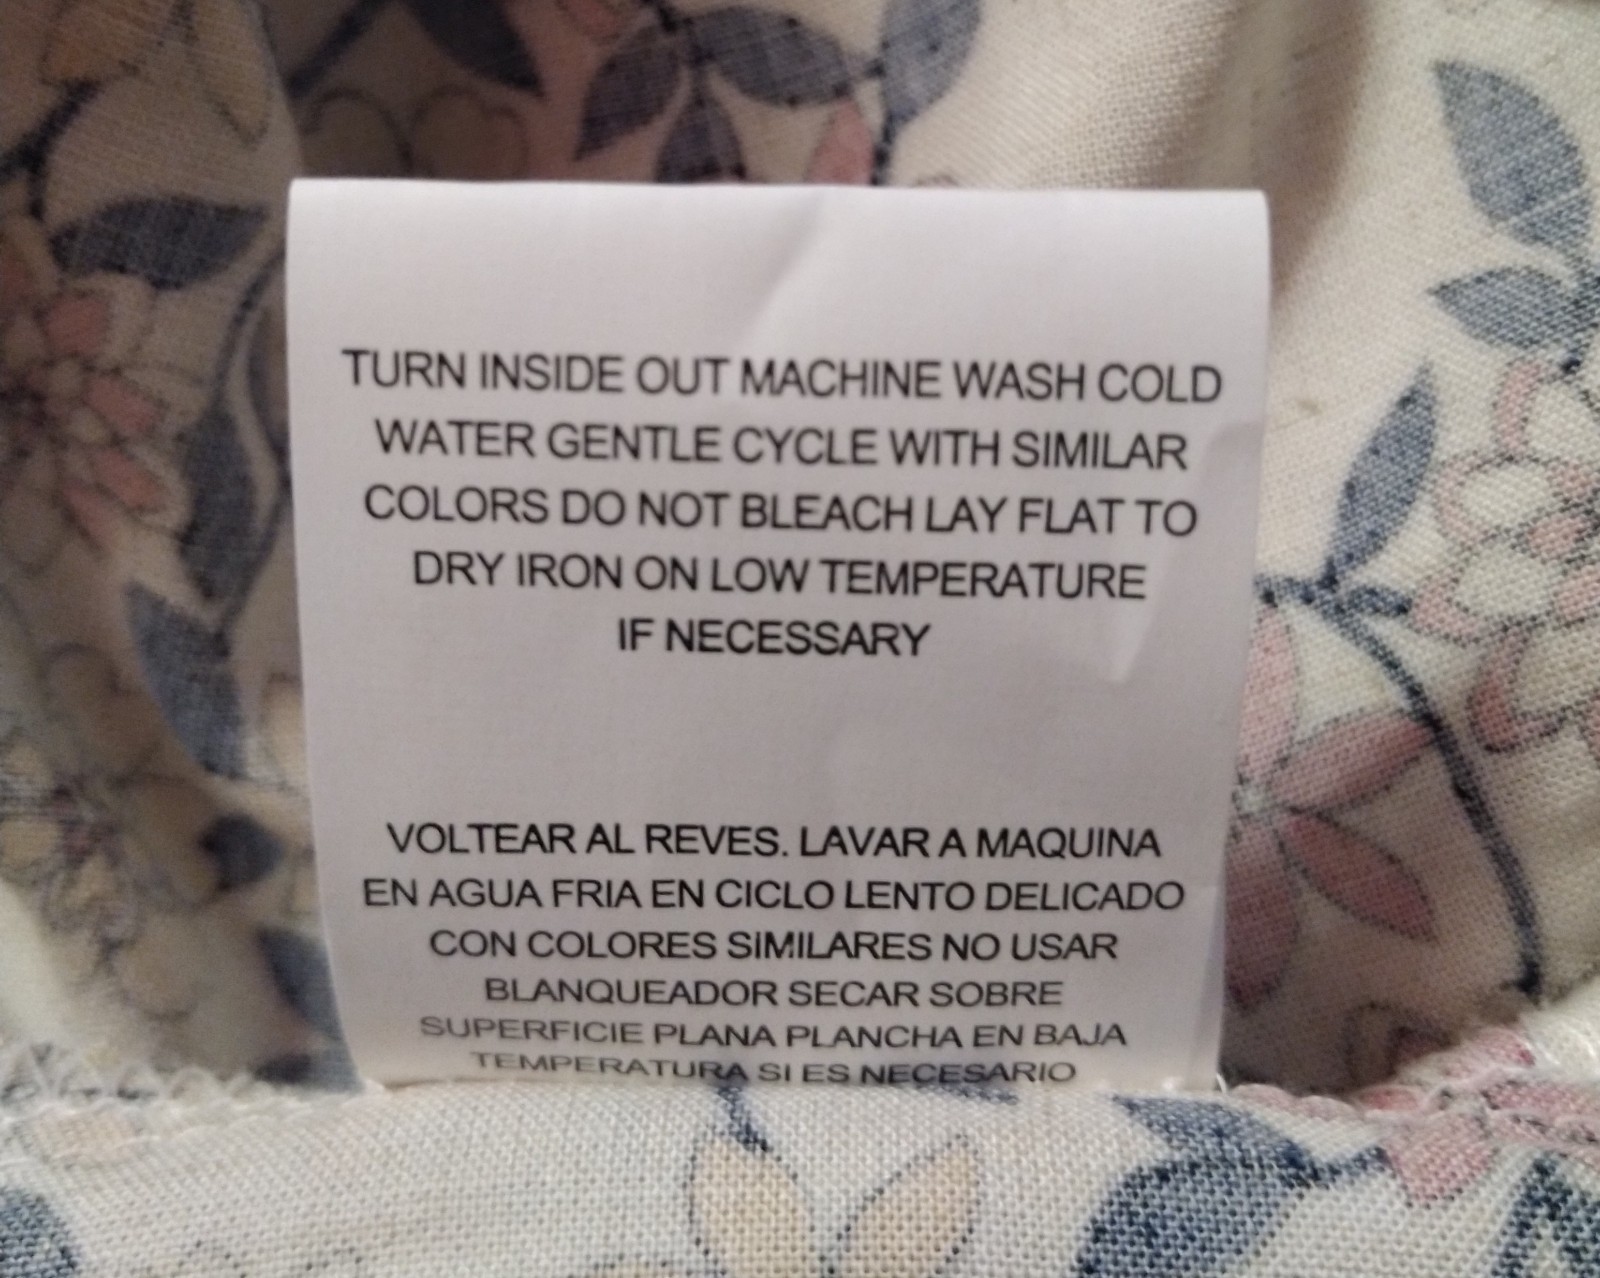 TURN INSIDE OUT MACHINE WASH COLD
WATER GENTLE CYCLE WITH SIMILAR
COLORS DO NOT BLEACH LAY FLAT TO
DRY IRON ON LOW TEMPERATURE
IF NECESSARY
VOLTEAR AL REVES. LAVAR A MAQUINA
EN AGUA FRIA EN CICLO LENTO DELICADO
CON COLORES SIMILARES NO USAR
BLANQUEADOR SECAR SOBRE
SUPERFICIE PLANA PLANCHA EN BAJA
TEMPERATURA SI ES NECESARIO